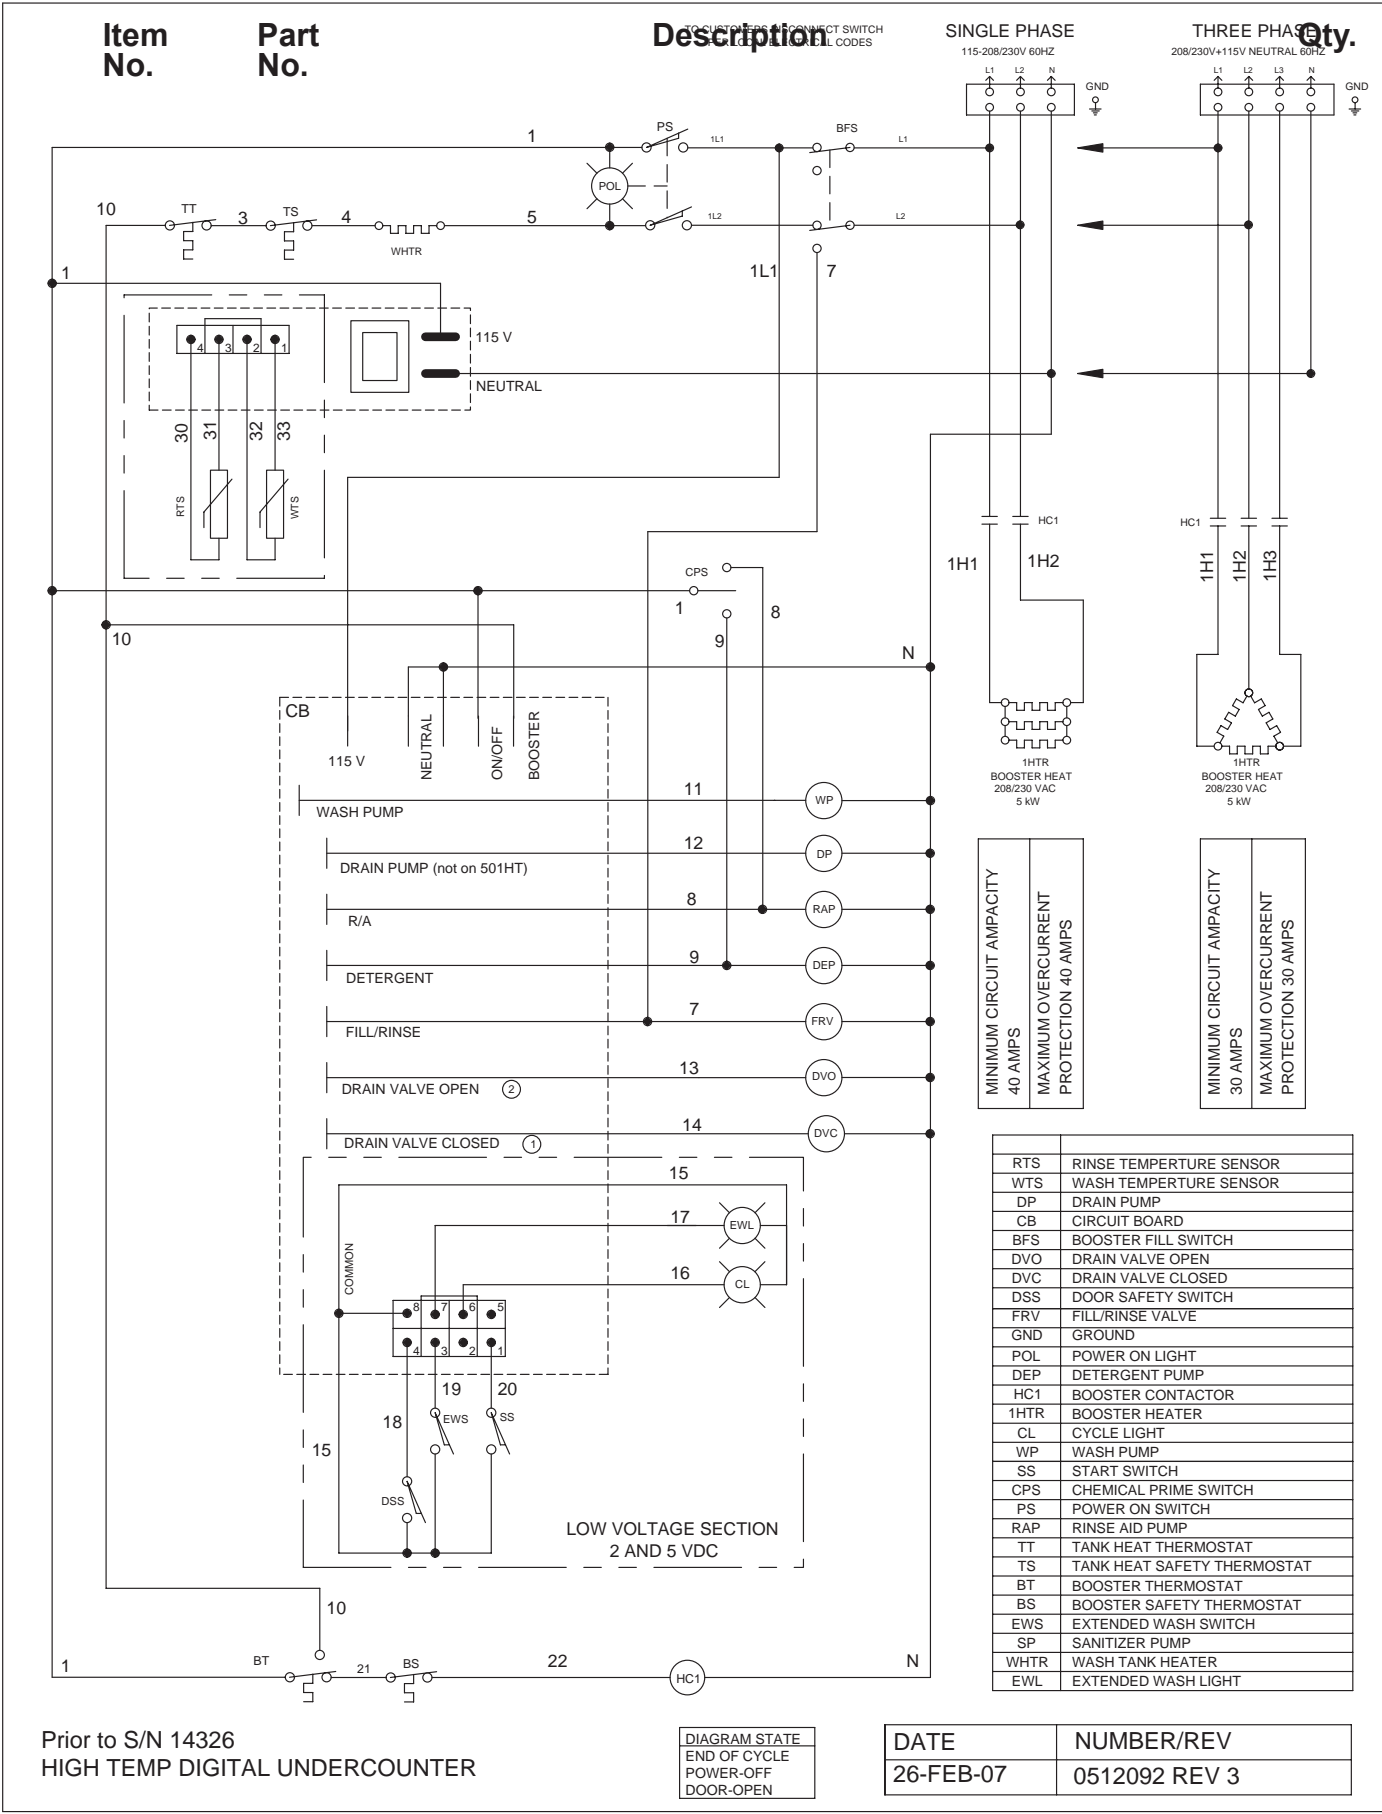 Item No.
Part No.
Description
Qty.
TO CUSTOMERS DISCONNECT SWITCH
PER LOCAL ELECTRICAL CODES
SINGLE PHASE
115-208/230V 60HZ
L1 L2 N
GND
THREE PHASE
208/230V+115V NEUTRAL 60HZ
L1 L2 L3 N
GND
1
PS
1L1
BFS
L1
POL
10
TT
3
TS
4
WHTR
5
1L2
L2
1
1L1
7
115 V
NEUTRAL
4 3 2 1
30
31
32
33
RTS
WTS
HC1
HC1
1H1
1H2
1H1
1H2
1H3
CPS
1
8
9
10
N
CB
115 V
NEUTRAL
ON/OFF
BOOSTER
1HTR
BOOSTER HEAT
208/230 VAC
5 kW
1HTR
BOOSTER HEAT
208/230 VAC
5 kW
WASH PUMP
11
WP
DRAIN PUMP (not on 501HT)
12
DP
R/A
8
RAP
DETERGENT
9
DEP
FILL/RINSE
7
FRV
DRAIN VALVE OPEN 2
13
DVO
DRAIN VALVE CLOSED 1
14
DVC
MINIMUM CIRCUIT AMPACITY
40 AMPS
MAXIMUM OVERCURRENT
PROTECTION 40 AMPS
MINIMUM CIRCUIT AMPACITY
30 AMPS
MAXIMUM OVERCURRENT
PROTECTION 30 AMPS
15
17
EWL
16
CL
COMMON
8 7 6 5
4 3 2 1
19
20
18
EWS
SS
15
DSS
LOW VOLTAGE SECTION
2 AND 5 VDC
RTS RINSE TEMPERTURE SENSOR
WTS WASH TEMPERTURE SENSOR
DP DRAIN PUMP
CB CIRCUIT BOARD
BFS BOOSTER FILL SWITCH
DVO DRAIN VALVE OPEN
DVC DRAIN VALVE CLOSED
DSS DOOR SAFETY SWITCH
FRV FILL/RINSE VALVE
GND GROUND
POL POWER ON LIGHT
DEP DETERGENT PUMP
HC1 BOOSTER CONTACTOR
1HTR BOOSTER HEATER
CL CYCLE LIGHT
WP WASH PUMP
SS START SWITCH
CPS CHEMICAL PRIME SWITCH
PS POWER ON SWITCH
RAP RINSE AID PUMP
TT TANK HEAT THERMOSTAT
TS TANK HEAT SAFETY THERMOSTAT
BT BOOSTER THERMOSTAT
BS BOOSTER SAFETY THERMOSTAT
EWS EXTENDED WASH SWITCH
SP SANITIZER PUMP
WHTR WASH TANK HEATER
EWL EXTENDED WASH LIGHT
10
1
BT
21
BS
22
HC1
N
Prior to S/N 14326
HIGH TEMP DIGITAL UNDERCOUNTER
DIAGRAM STATE
END OF CYCLE
POWER-OFF
DOOR-OPEN
DATE NUMBER/REV
26-FEB-07 0512092 REV 3